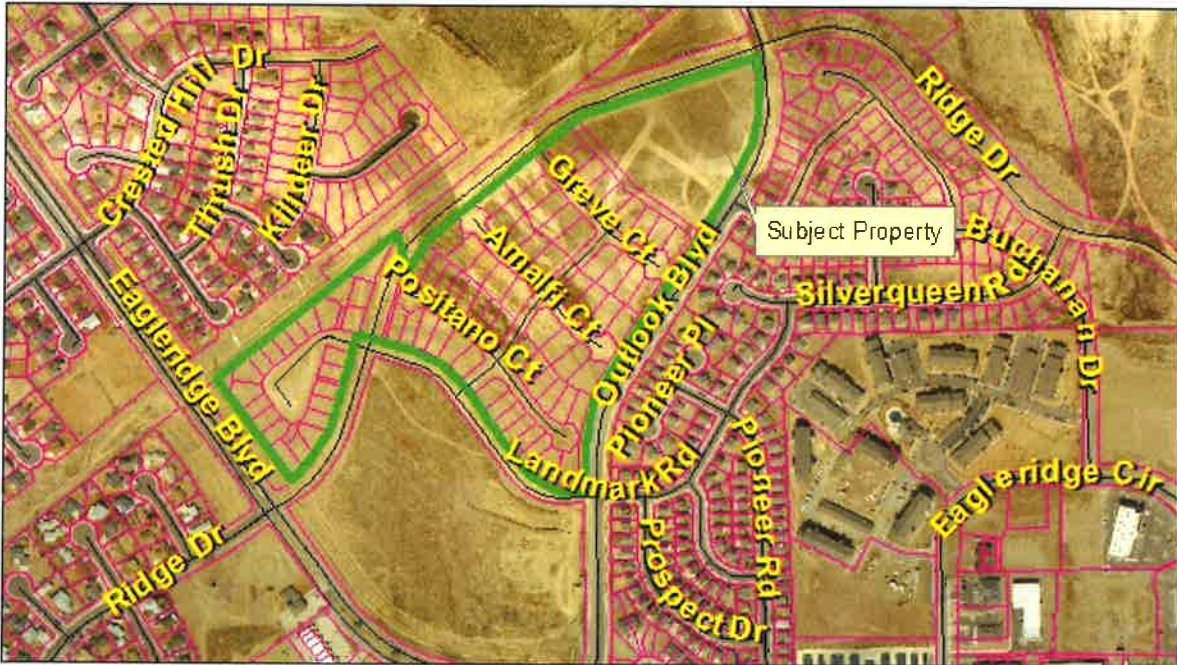 Crested Hill Dr
Thrush Dr
Killdeer Dr
Ridge Dr
Greve Ct
Subject Property
Amalfi Ct
Positano Ct
Outlook Blvd
Buchanan Dr
Silverqueen Rd
Eagleridge Blvd
Pioneer Pl
Landmark Rd
Pioneer Rd
Eagleridge Cir
Ridge Dr
Prospect Dr